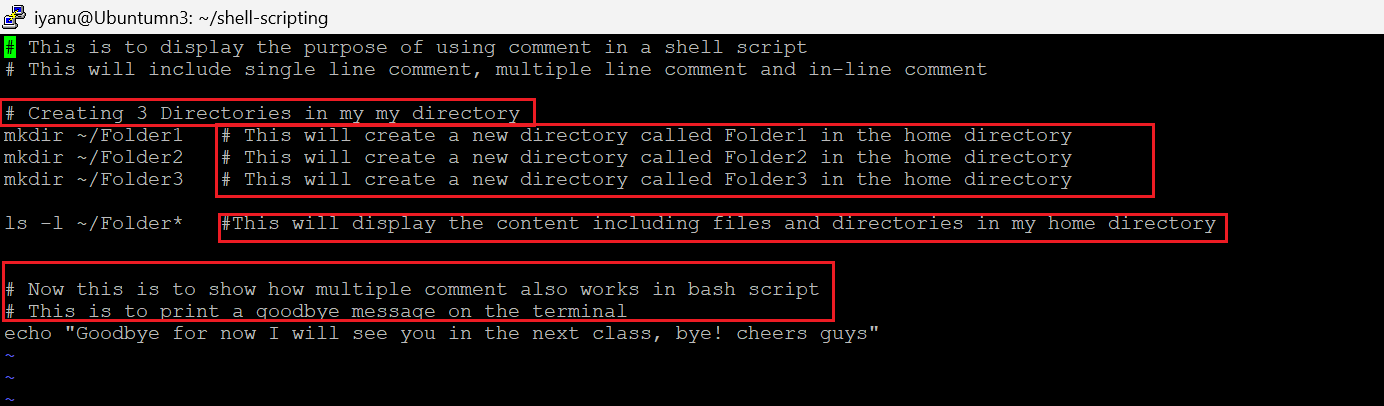 iyanu@Ubuntumn3: ~/shell-scripting
# This is to display the purpose of using comment in a shell script
# This will include single line comment, multiple line comment and in-line comment
# Creating 3 Directories in my my directory
mkdir ~/Folder1   # This will create a new directory called Folder1 in the home directory
mkdir ~/Folder2   # This will create a new directory called Folder2 in the home directory
mkdir ~/Folder3   # This will create a new directory called Folder3 in the home directory
ls -l ~/Folder*   #This will display the content including files and directories in my home directory
# Now this is to show how multiple comment also works in bash script
# This is to print a goodbye message on the terminal
echo "Goodbye for now I will see you in the next class, bye! cheers guys"
~
~
~